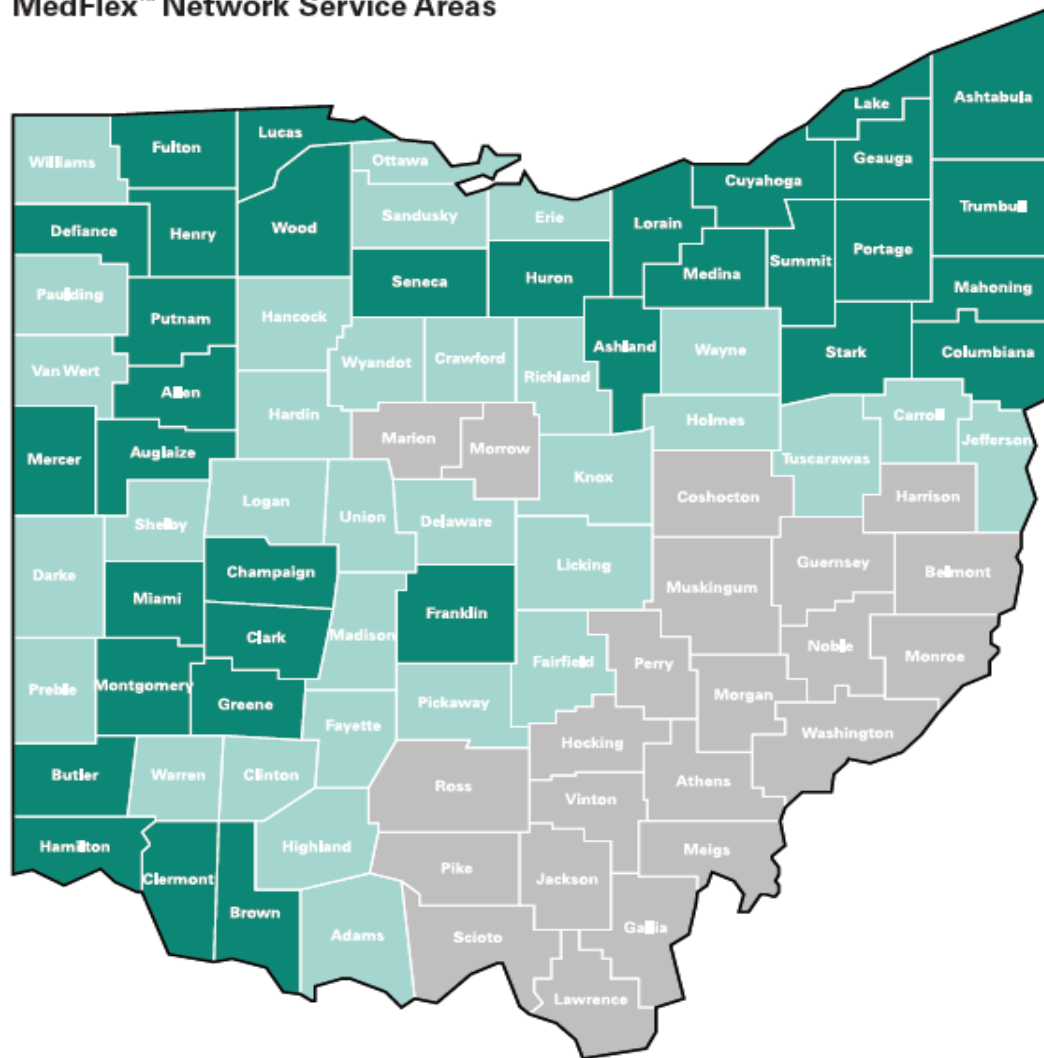 MedFlex™ Network Service Areas
Lake
Ashtabula
Williams
Fulton
Lucas
Ottawa
Geauga
Cuyahoga
Sandusky
Erie
Lorain
Trumbull
Defiance
Henry
Wood
Portage
Summit
Medina
Seneca
Huron
Mahoning
Paulding
Putnam
Hancock
Ashland
Wayne
Stark
Columbiana
Wyandot
Crawford
Richland
Van Wert
Allen
Hardin
Holmes
Carroll
Jefferson
Marion
Morrow
Mercer
Auglaize
Tuscarawas
Knox
Coshocton
Harrison
Logan
Union
Delaware
Shelby
Licking
Guernsey
Belmont
Darke
Champaign
Muskingum
Miami
Franklin
Clark
Madison
Noble
Monroe
Fairfield
Perry
Preble
Montgomery
Greene
Pickaway
Morgan
Fayette
Washington
Hocking
Butler
Warren
Clinton
Ross
Athens
Vinton
Hamilton
Highland
Meigs
Pike
Jackson
Clermont
Brown
Adams
Scioto
Gallia
Lawrence